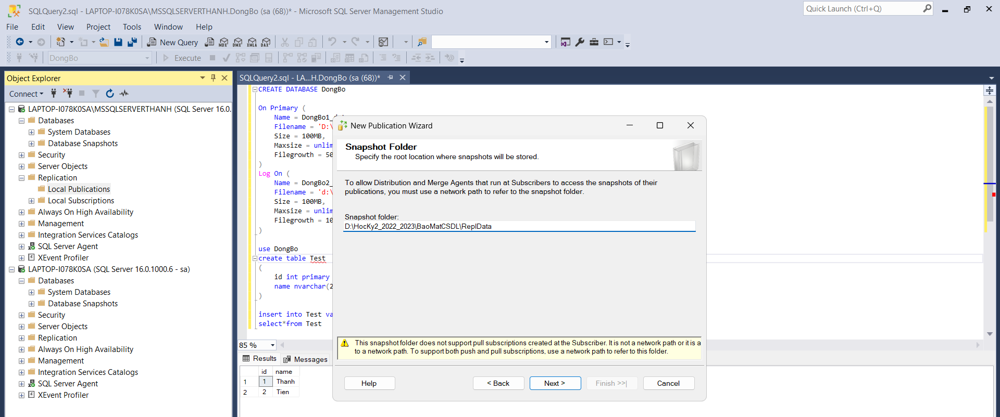 SQLQuery2.sql - LAPTOP-I078K0SA\MSSQLSERVERTHANH.DongBo (sa (68))* - Microsoft SQL Server Management Studio
Quick Launch (Ctrl+Q)
File Edit View Project Tools Window Help
New Query
MDX DMX XMLA DAX
DongBo
Execute
Object Explorer
Connect
LAPTOP-I078K0SA\MSSQLSERVERTHANH (SQL Server 16.0.
Databases
System Databases
Database Snapshots
Security
Server Objects
Replication
Local Publications
Local Subscriptions
Always On High Availability
Management
Integration Services Catalogs
SQL Server Agent
XEvent Profiler
LAPTOP-I078K0SA (SQL Server 16.0.1000.6 - sa)
Databases
System Databases
Database Snapshots
Security
Server Objects
Replication
Always On High Availability
Management
Integration Services Catalogs
SQL Server Agent
XEvent Profiler
SQLQuery2.sql - LA...H.DongBo (sa (68))*
CREATE DATABASE DongBo
On Primary (
Name = DongBo1_
Filename = 'D:\
Size = 100MB,
Maxsize = unlim
Filegrowth = 50
)
Log On (
Name = DongBo2_
Filename = 'd:\
Size = 100MB,
Maxsize = unlim
Filegrowth = 10
)
use DongBo
create table Test
(
id int primary
name nvarchar(2
)
insert into Test va
select*from Test
85 %
Results Messages
id name
1 1 Thanh
2 2 Tien
New Publication Wizard
Snapshot Folder
Specify the root location where snapshots will be stored.
To allow Distribution and Merge Agents that run at Subscribers to access the snapshots of their
publications, you must use a network path to refer to the snapshot folder.
Snapshot folder:
D:\HocKy2_2022_2023\BaoMatCSDL\ReplData
This snapshot folder does not support pull subscriptions created at the Subscriber. It is not a network path or it is a
to a network path. To support both push and pull subscriptions, use a network path to refer to this folder.
Help < Back Next > Finish >>| Cancel